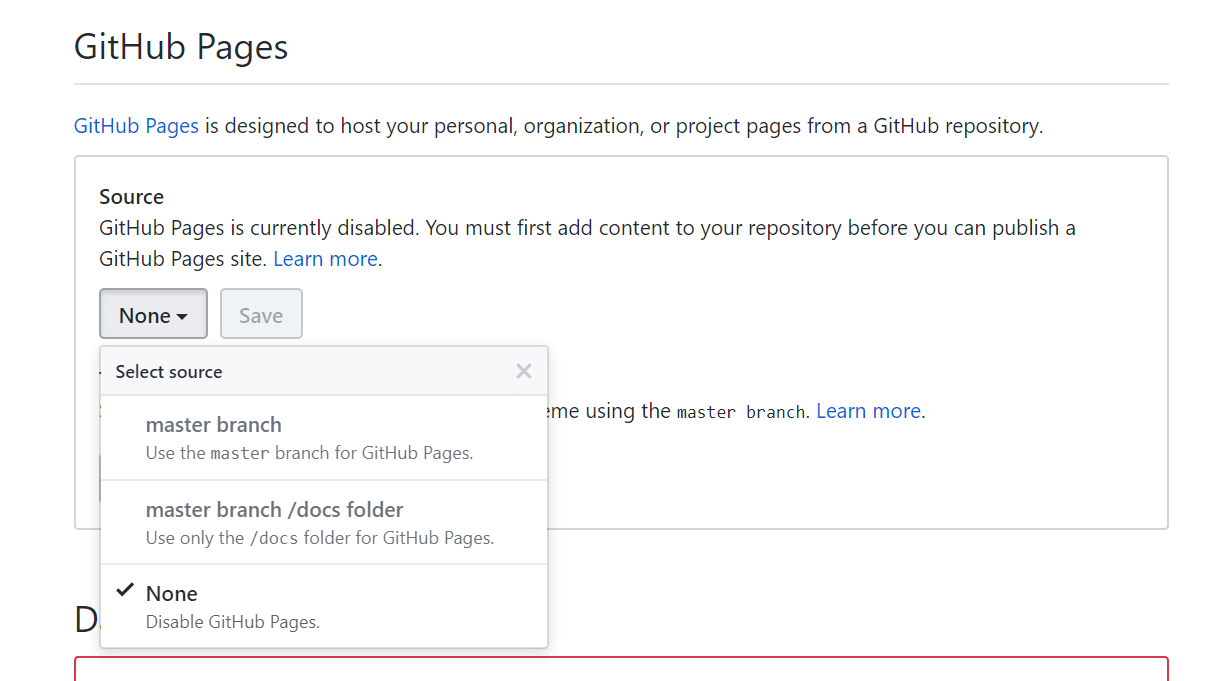 GitHub Pages
GitHub Pages is designed to host your personal, organization, or project pages from a GitHub repository.
Source
GitHub Pages is currently disabled. You must first add content to your repository before you can publish a
GitHub Pages site. Learn more.
None
Save
Select source
eme using the master branch. Learn more.
master branch
Use the master branch for GitHub Pages.
master branch /docs folder
Use only the /docs folder for GitHub Pages.
None
Disable GitHub Pages.